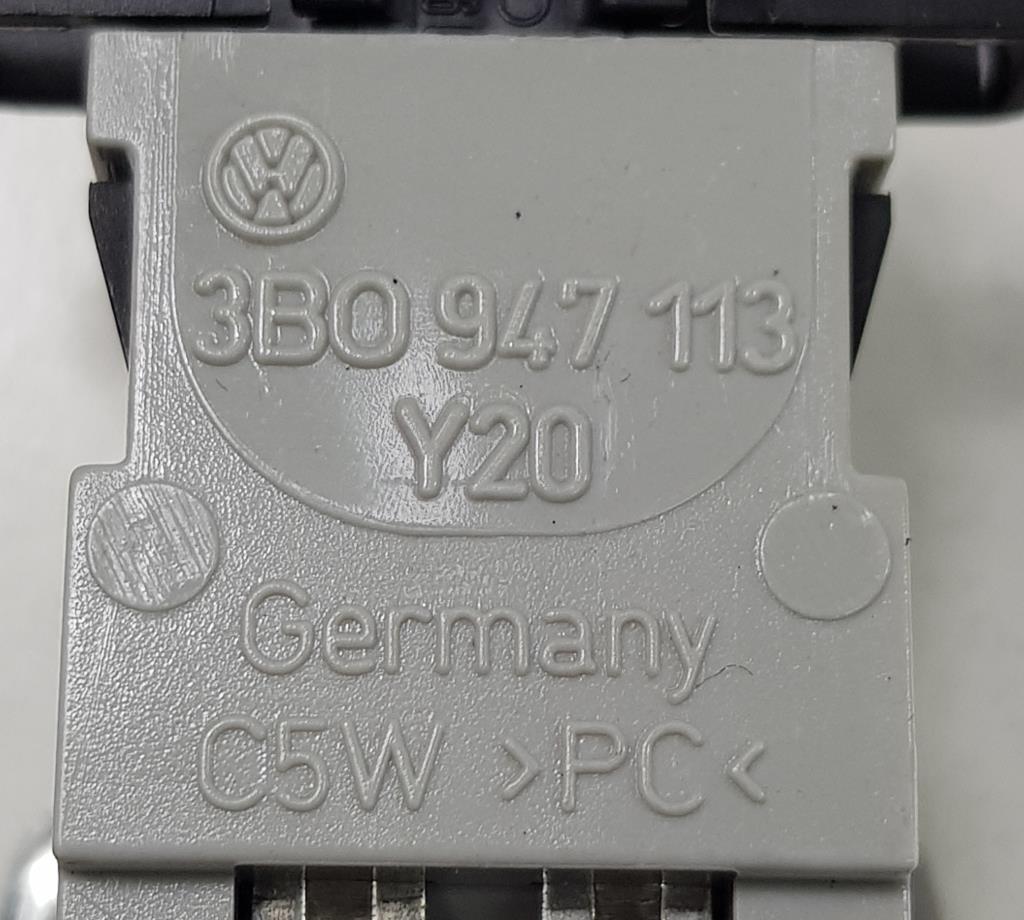 3B0 947 113
Y20
Germany
C5W >PC<